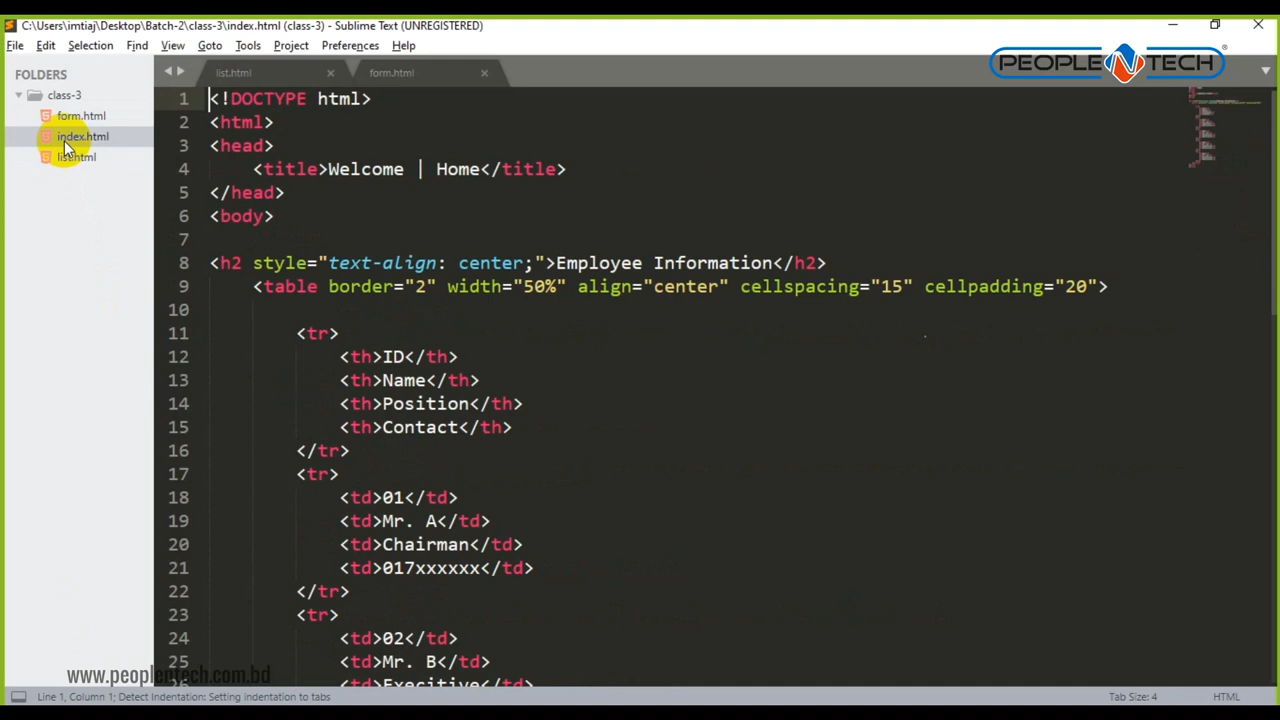 C:\Users\imtiaj\Desktop\Batch-2\class-3\index.html (class-3) - Sublime Text (UNREGISTERED)
File Edit Selection Find View Goto Tools Project Preferences Help
PEOPLE N TECH
®
FOLDERS
class-3
form.html
index.html
list.html
list.html
form.html
1 <!DOCTYPE html>
2 <html>
3 <head>
4 <title>Welcome | Home</title>
5 </head>
6 <body>
7
8 <h2 style="text-align: center;">Employee Information</h2>
9 <table border="2" width="50%" align="center" cellspacing="15" cellpadding="20">
10
11 <tr>
12 <th>ID</th>
13 <th>Name</th>
14 <th>Position</th>
15 <th>Contact</th>
16 </tr>
17 <tr>
18 <td>01</td>
19 <td>Mr. A</td>
20 <td>Chairman</td>
21 <td>017xxxxxx</td>
22 </tr>
23 <tr>
24 <td>02</td>
25 <td>Mr. B</td>
<td>Execitive</td>
www.peoplentech.com.bd
Line 1, Column 1; Detect Indentation: Setting indentation to tabs
Tab Size: 4
HTML